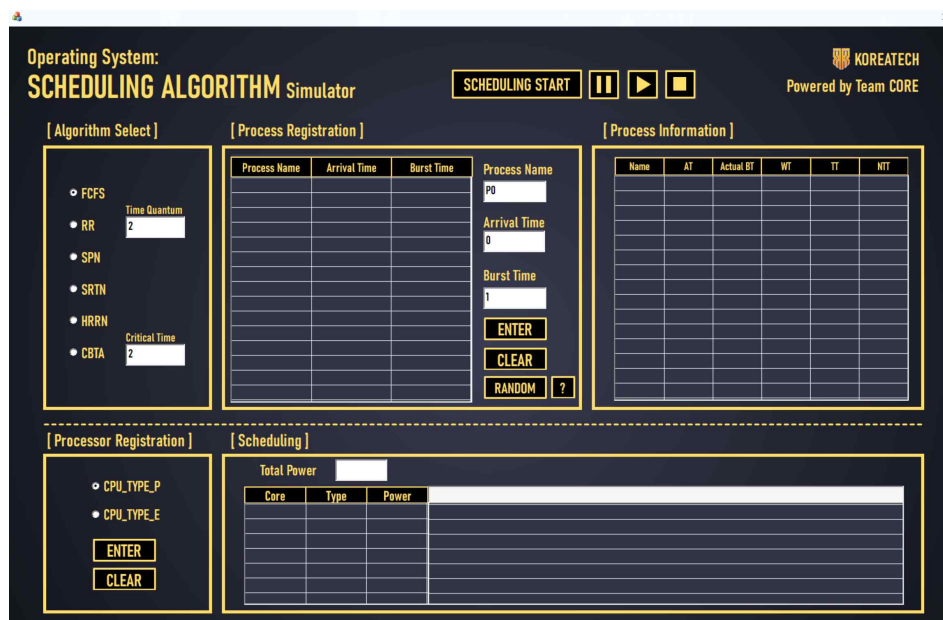 Operating System:
SCHEDULING ALGORITHM Simulator
SCHEDULING START
KOREATECH
Powered by Team CORE
[ Algorithm Select ]
FCFS
RR
Time Quantum
2
SPN
SRTN
HRRN
CBTA
Critical Time
2
[ Process Registration ]
Process Name Arrival Time Burst Time
Process Name
P0
Arrival Time
0
Burst Time
1
ENTER
CLEAR
RANDOM ?
[ Process Information ]
Name AT Actual BT WT TT NTT
[ Processor Registration ]
CPU_TYPE_P
CPU_TYPE_E
ENTER
CLEAR
[ Scheduling ]
Total Power
Core Type Power